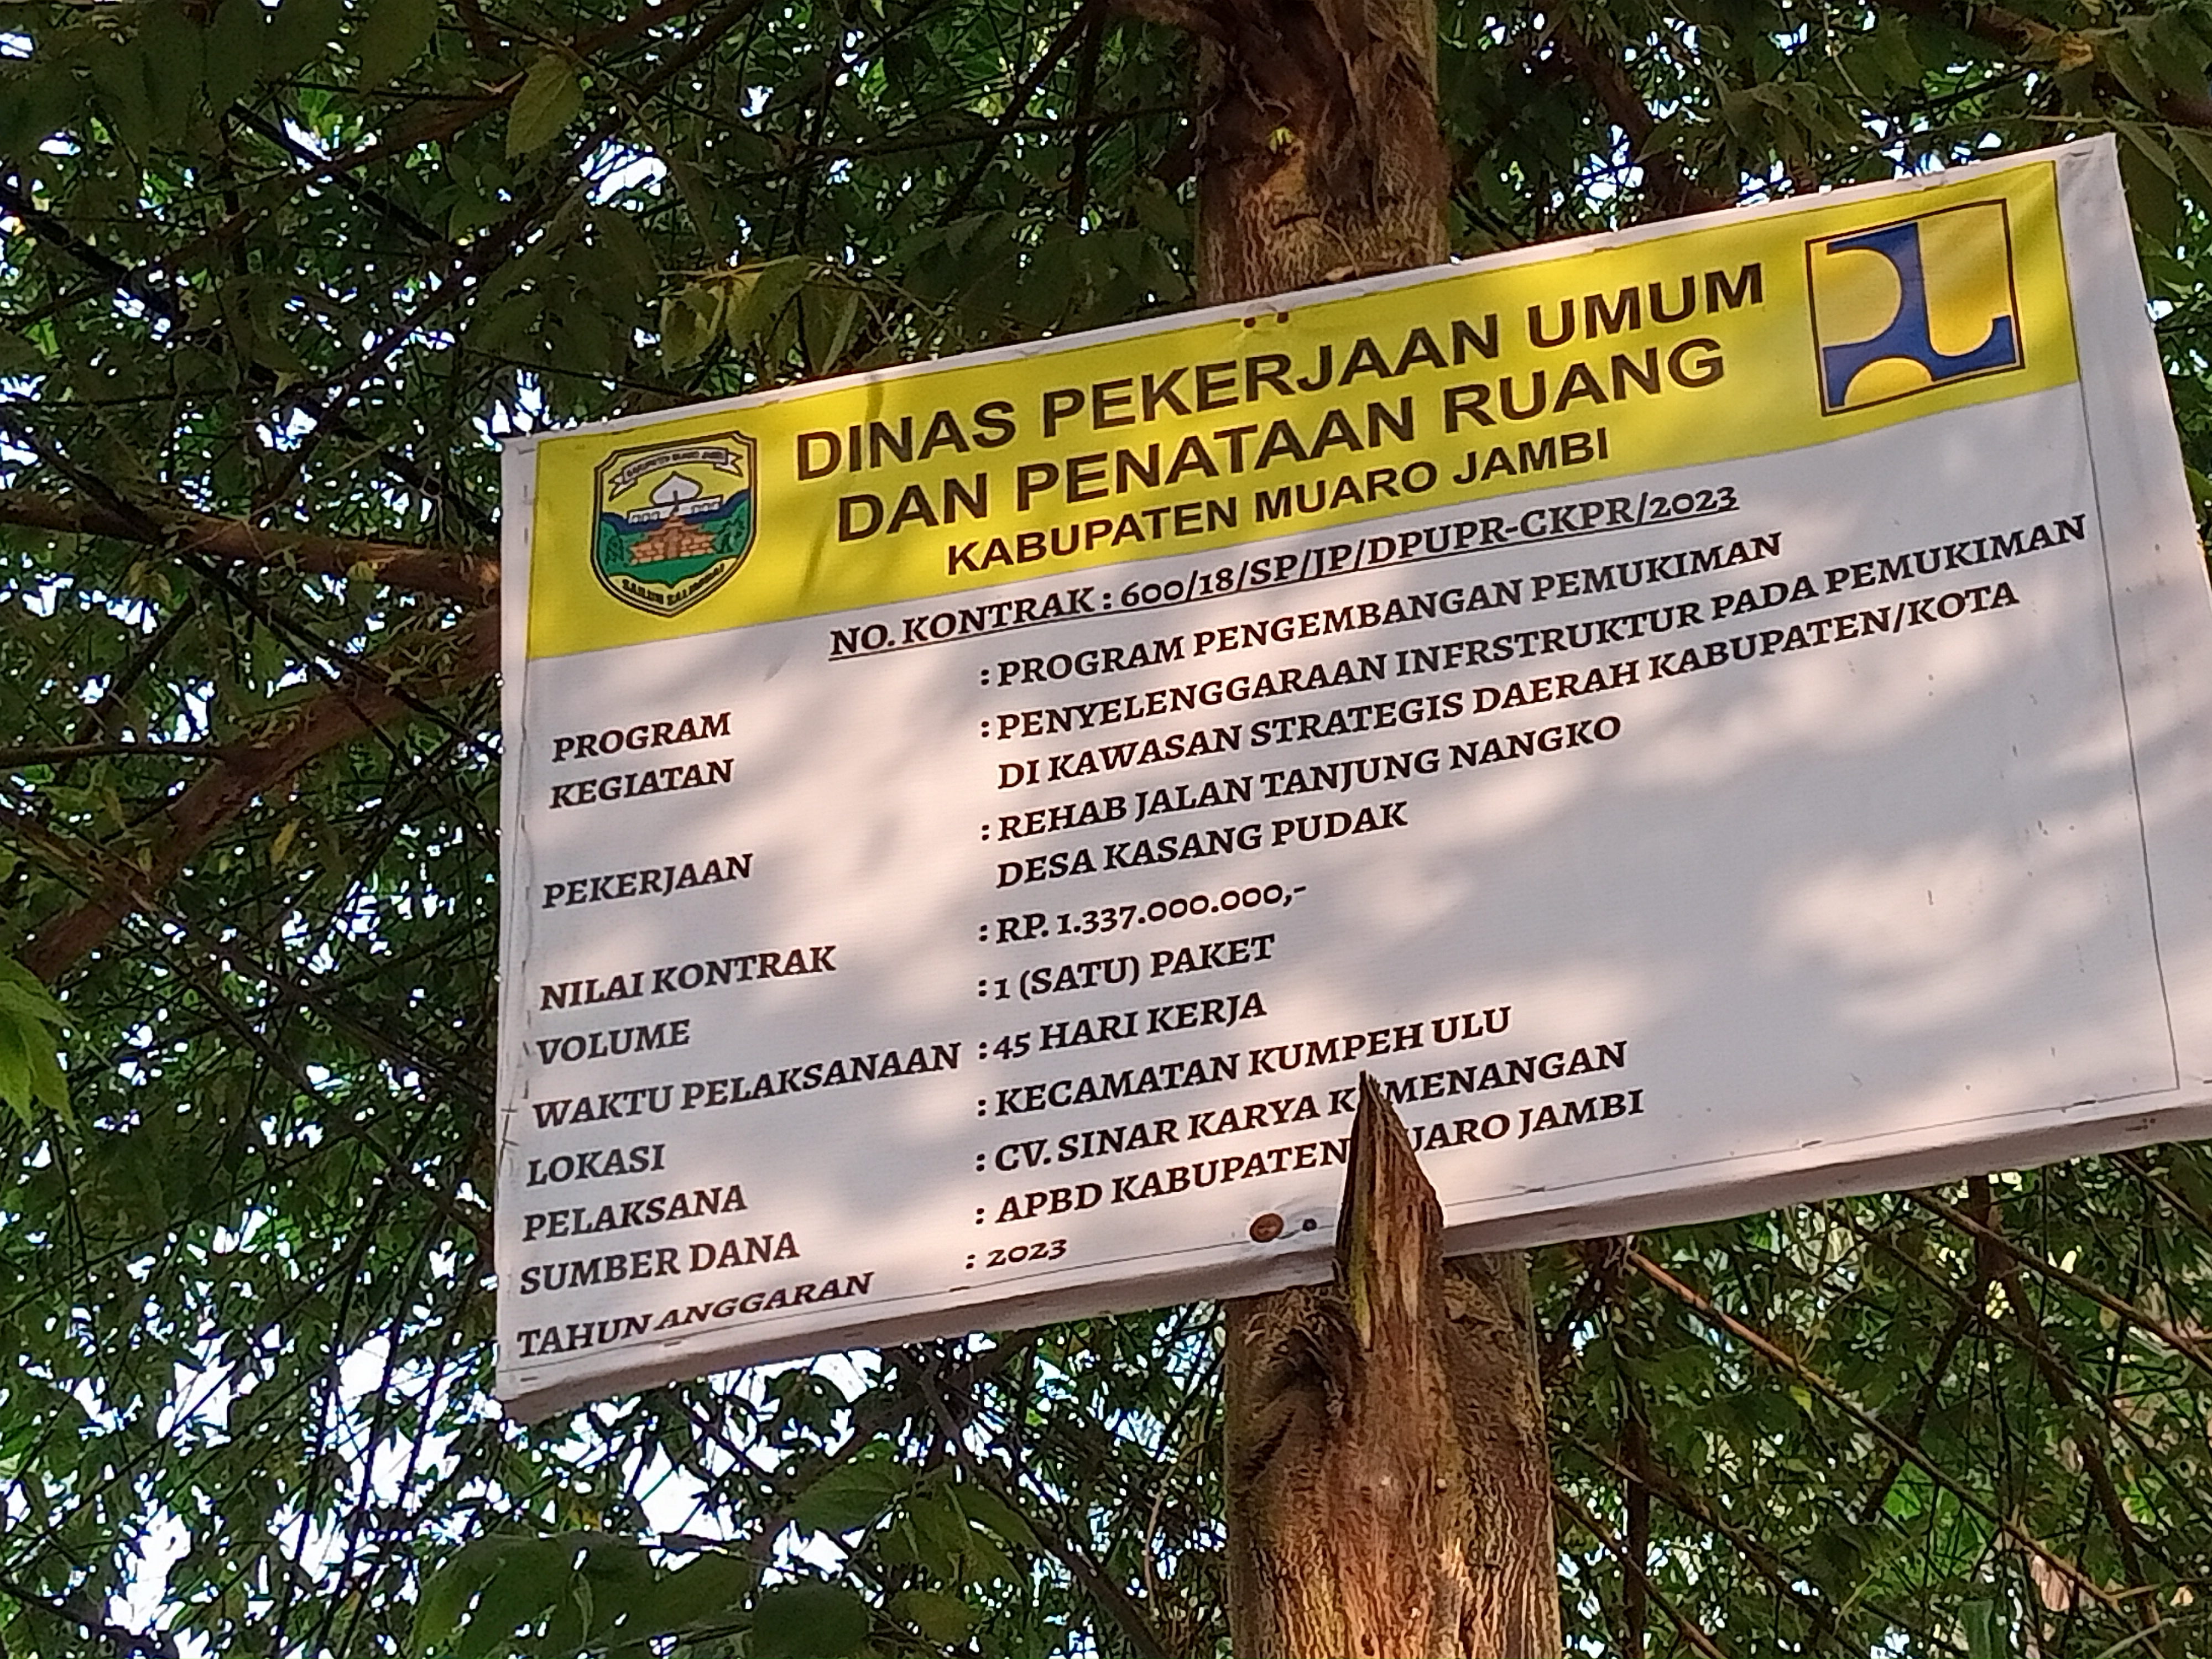 DINAS PEKERJAAN UMUM
DAN PENATAAN RUANG
KABUPATEN MUARO JAMBI
NO. KONTRAK : 600/18/SP/JP/DPUPR-CKPR/2023
PROGRAM : PROGRAM PENGEMBANGAN PEMUKIMAN
KEGIATAN : PENYELENGGARAAN INFRSTRUKTUR PADA PEMUKIMAN
DI KAWASAN STRATEGIS DAERAH KABUPATEN/KOTA
PEKERJAAN : REHAB JALAN TANJUNG NANGKO
DESA KASANG PUDAK
NILAI KONTRAK : RP. 1.337.000.000,-
VOLUME : 1 (SATU) PAKET
WAKTU PELAKSANAAN : 45 HARI KERJA
LOKASI : KECAMATAN KUMPEH ULU
PELAKSANA : CV. SINAR KARYA KEMENANGAN
SUMBER DANA : APBD KABUPATEN MUARO JAMBI
TAHUN ANGGARAN : 2023